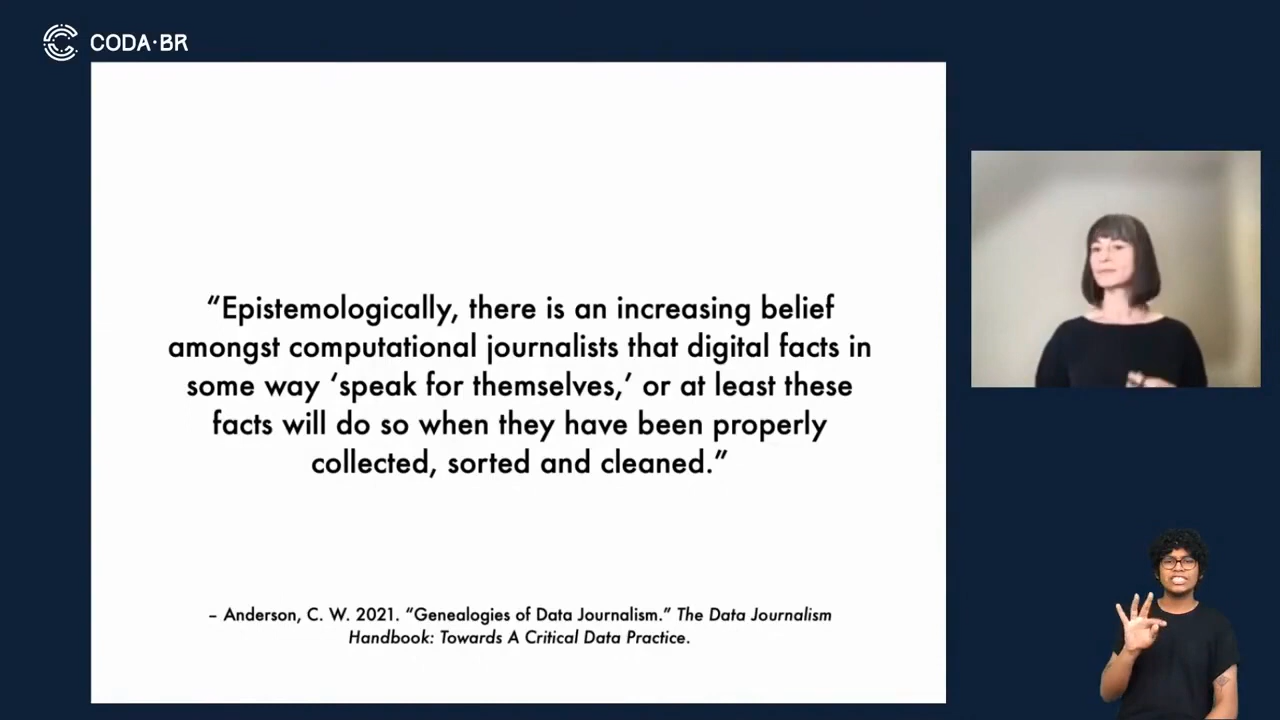 CODA·BR
“Epistemologically, there is an increasing belief
amongst computational journalists that digital facts in
some way ‘speak for themselves,’ or at least these
facts will do so when they have been properly
collected, sorted and cleaned.”
– Anderson, C. W. 2021. “Genealogies of Data Journalism.” The Data Journalism
Handbook: Towards A Critical Data Practice.